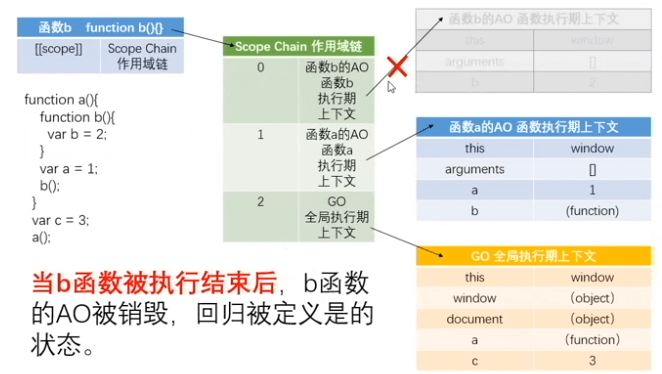 函数b function b(){}
[[scope]] Scope Chain
作用域链
function a(){
function b(){
var b = 2;
}
var a = 1;
b();
}
var c = 3;
a();
Scope Chain 作用域链
0 函数b的AO
函数b
执行期
上下文
1 函数a的AO
函数a
执行期
上下文
2 GO
全局执行期
上下文
函数b的AO 函数执行期上下文
this window
arguments []
b 2
函数a的AO 函数执行期上下文
this window
arguments []
a 1
b (function)
GO 全局执行期上下文
this window
window （object）
document （object）
a （function）
c 3
当b函数被执行结束后，b函数
的AO被销毁，回归被定义是的
状态。